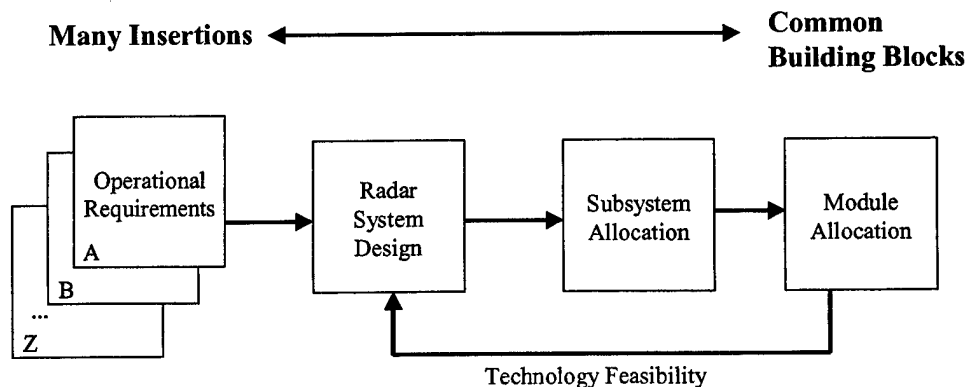 Many Insertions
Common
Building Blocks
Operational
Requirements
A
B
...
Z
Radar
System
Design
Subsystem
Allocation
Module
Allocation
Technology Feasibility